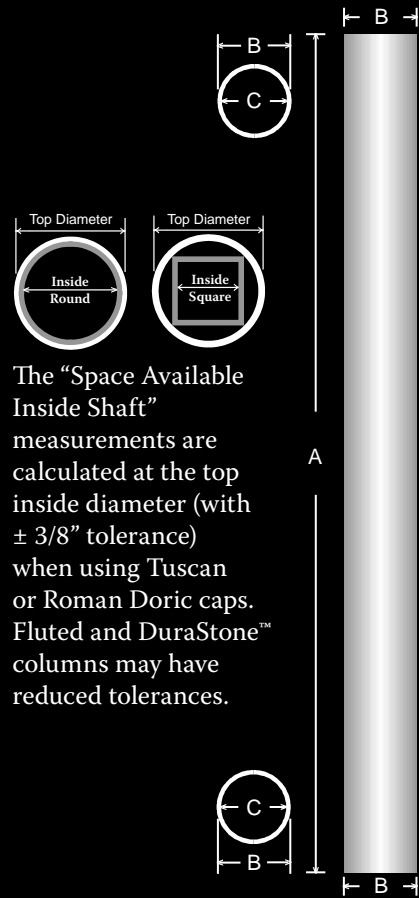 B
B
C
Top Diameter
Top Diameter
Inside
Round
Inside
Square
The “Space Available
Inside Shaft”
measurements are
calculated at the top
inside diameter (with
± 3/8” tolerance)
when using Tuscan
or Roman Doric caps.
Fluted and DuraStone™
columns may have
reduced tolerances.
A
C
B
B